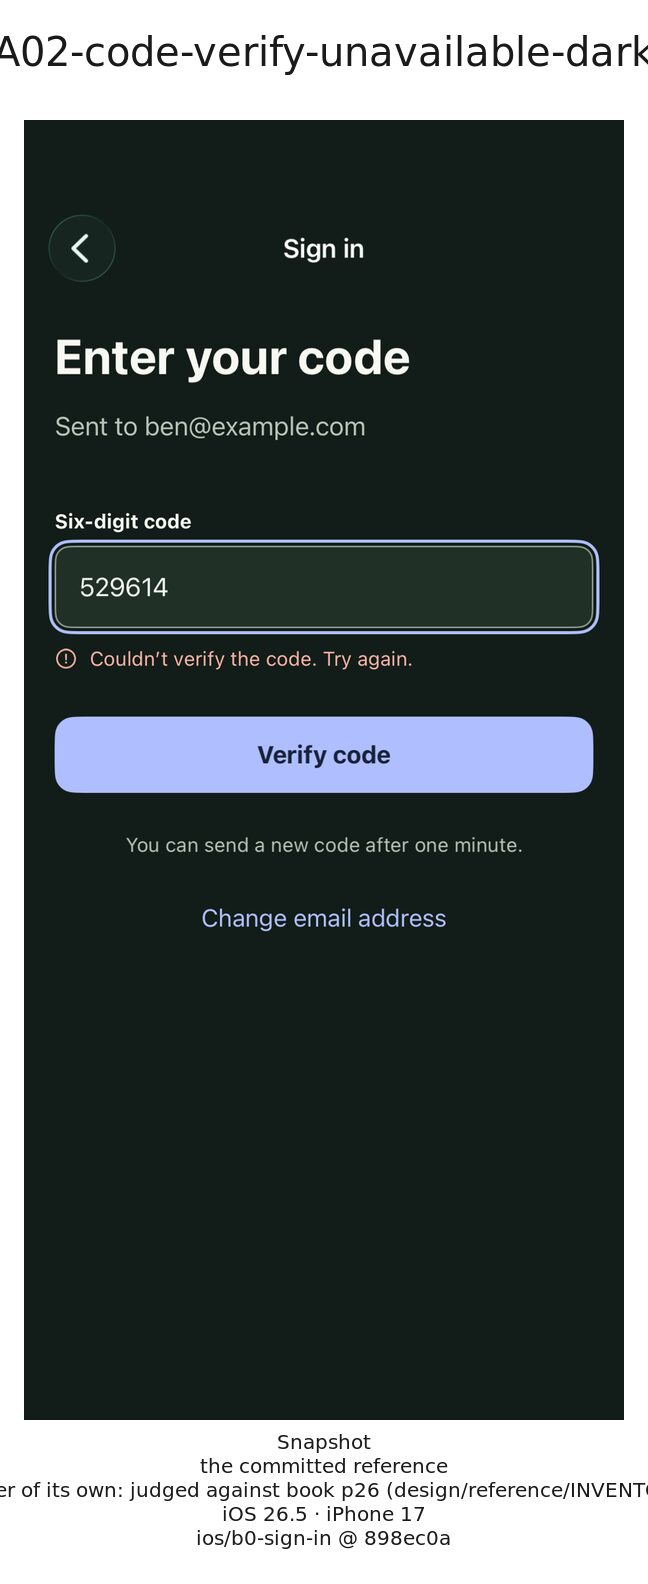 A02-code-verify-unavailable-dark
Sign in
Enter your code
Sent to ben@example.com
Six-digit code
529614
Couldn’t verify the code. Try again.
Verify code
You can send a new code after one minute.
Change email address
Snapshot
the committed reference
of its own: judged against book p26 (design/reference/
iOS 26.5 · iPhone 17
ios/b0-sign-in @ 898ec0a